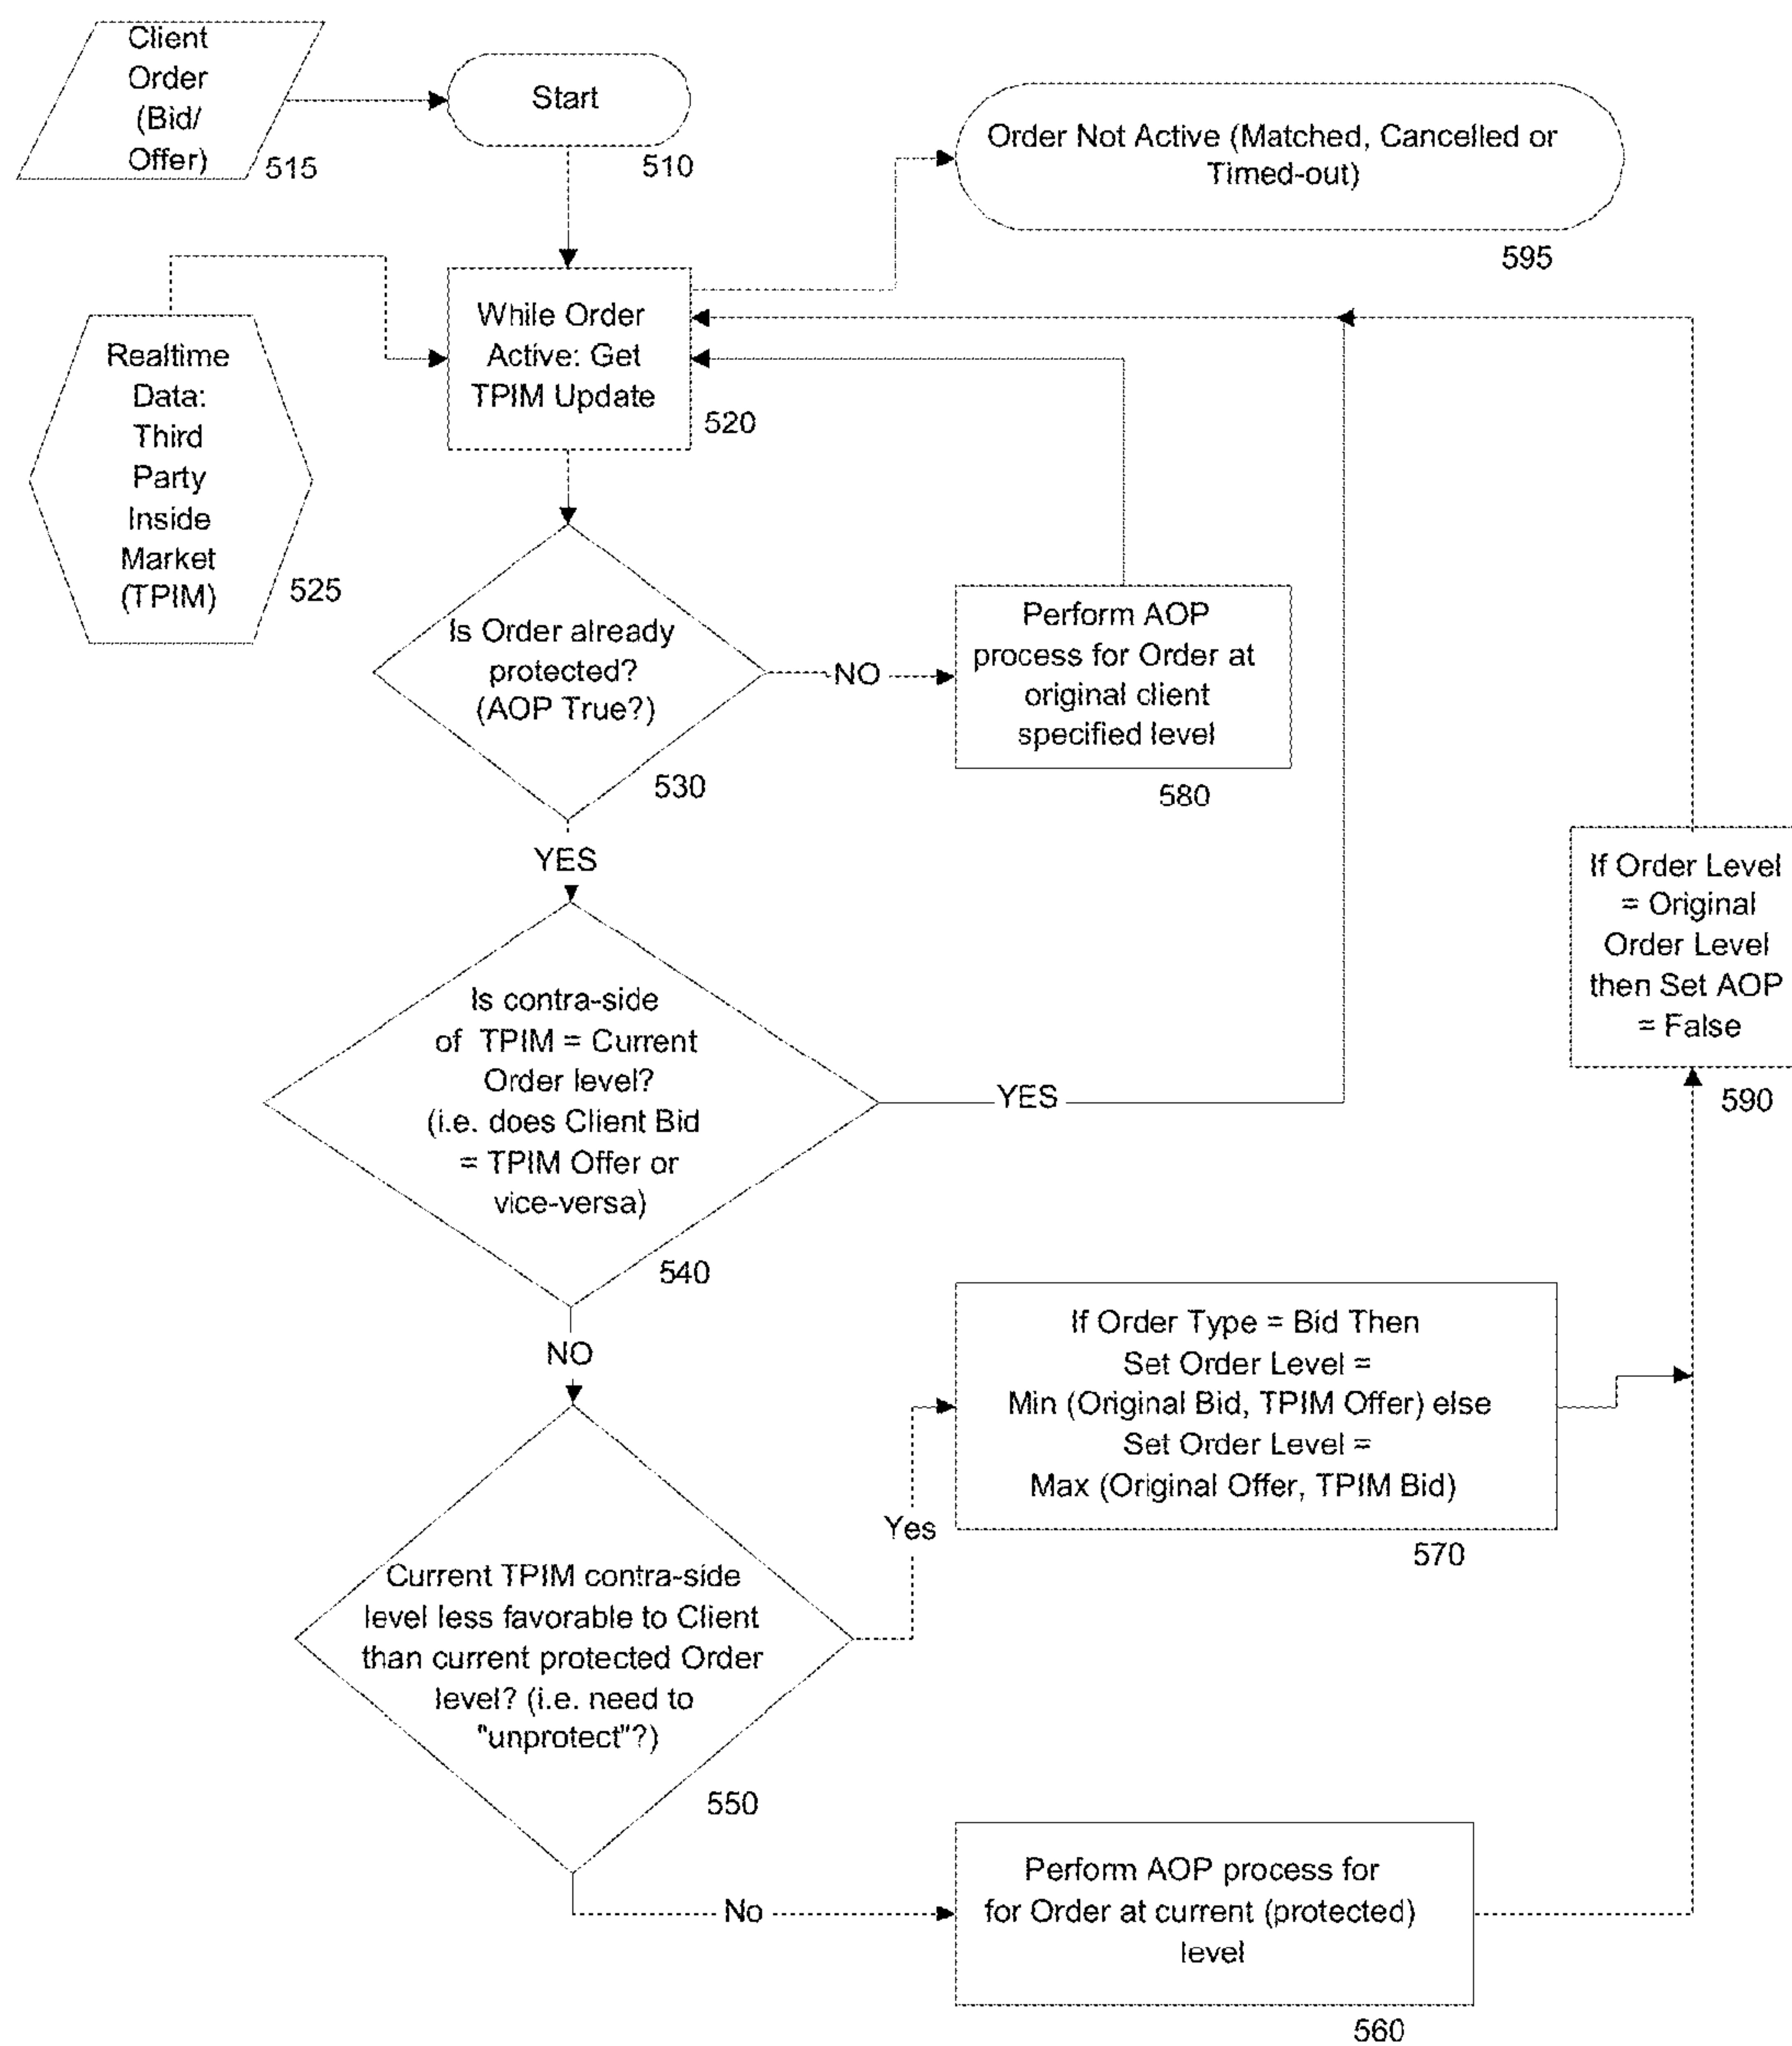 Client
Order
(Bid/
Offer)
515
Start
510
Order Not Active (Matched, Cancelled or
Timed-out)
595
Realtime
Data:
Third
Party
Inside
Market
(TPIM)
525
While Order
Active: Get
TPIM Update
520
Is Order already
protected?
(AOP True?)
530
NO
Perform AOP
process for Order at
original client
specified level
580
YES
Is contra-side
of TPIM = Current
Order level?
(i.e. does Client Bid
= TPIM Offer or
vice-versa)
540
YES
If Order Level
= Original
Order Level
then Set AOP
= False
590
NO
Current TPIM contra-side
level less favorable to Client
than current protected Order
level? (i.e. need to
"unprotect"?)
550
Yes
If Order Type = Bid Then
Set Order Level =
Min (Original Bid, TPIM Offer) else
Set Order Level =
Max (Original Offer, TPIM Bid)
570
No
Perform AOP process for
for Order at current (protected)
level
560